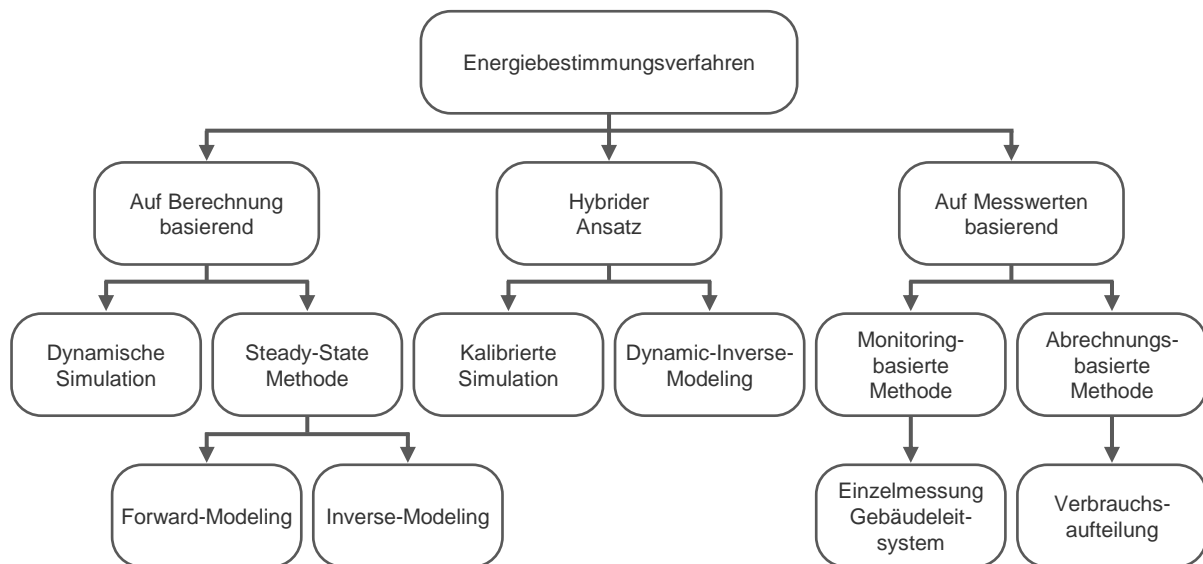 Energiebestimmungsverfahren
Auf Berechnung
basierend
Hybrider
Ansatz
Auf Messwerten
basierend
Dynamische
Simulation
Steady-State
Methode
Kalibrierte
Simulation
Dynamic-Inverse-
Modeling
Monitoring-
basierte
Methode
Abrechnungs-
basierte
Methode
Forward-Modeling
Inverse-Modeling
Einzelmessung
Gebäudeleit-
system
Verbrauchs-
aufteilung